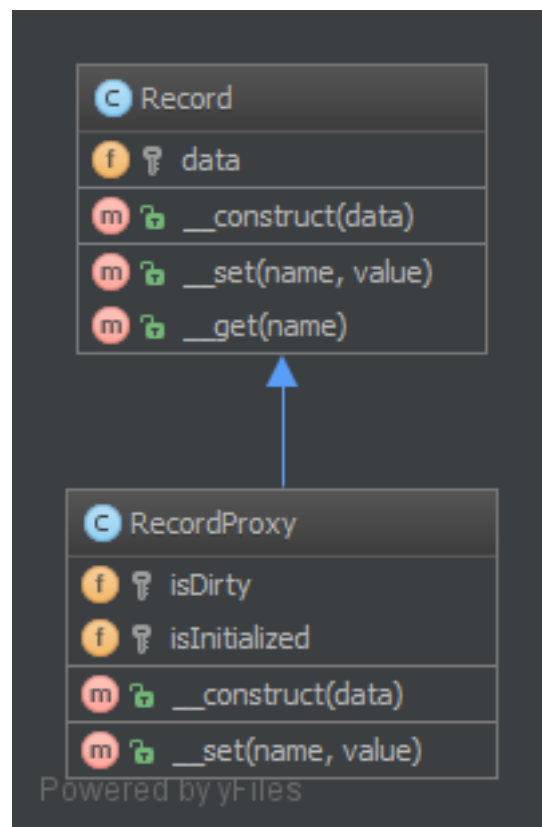 C Record
f data
m __construct(data)
m __set(name, value)
m __get(name)
C RecordProxy
f isDirty
f isInitialized
m __construct(data)
m __set(name, value)
Powered by yFiles